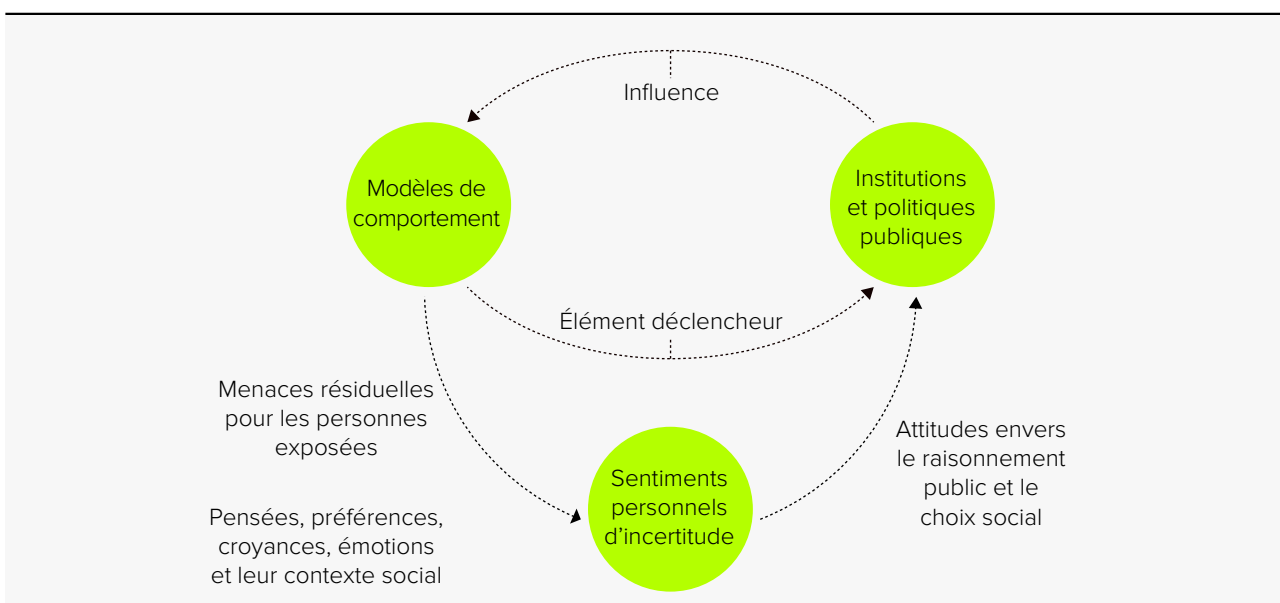 Influence
Modèles de
comportement
Institutions
et politiques
publiques
Élément déclencheur
Menaces résiduelles
pour les personnes
exposées
Pensées, préférences,
croyances, émotions
et leur contexte social
Sentiments
personnels
d’incertitude
Attitudes envers
le raisonnement
public et le
choix social